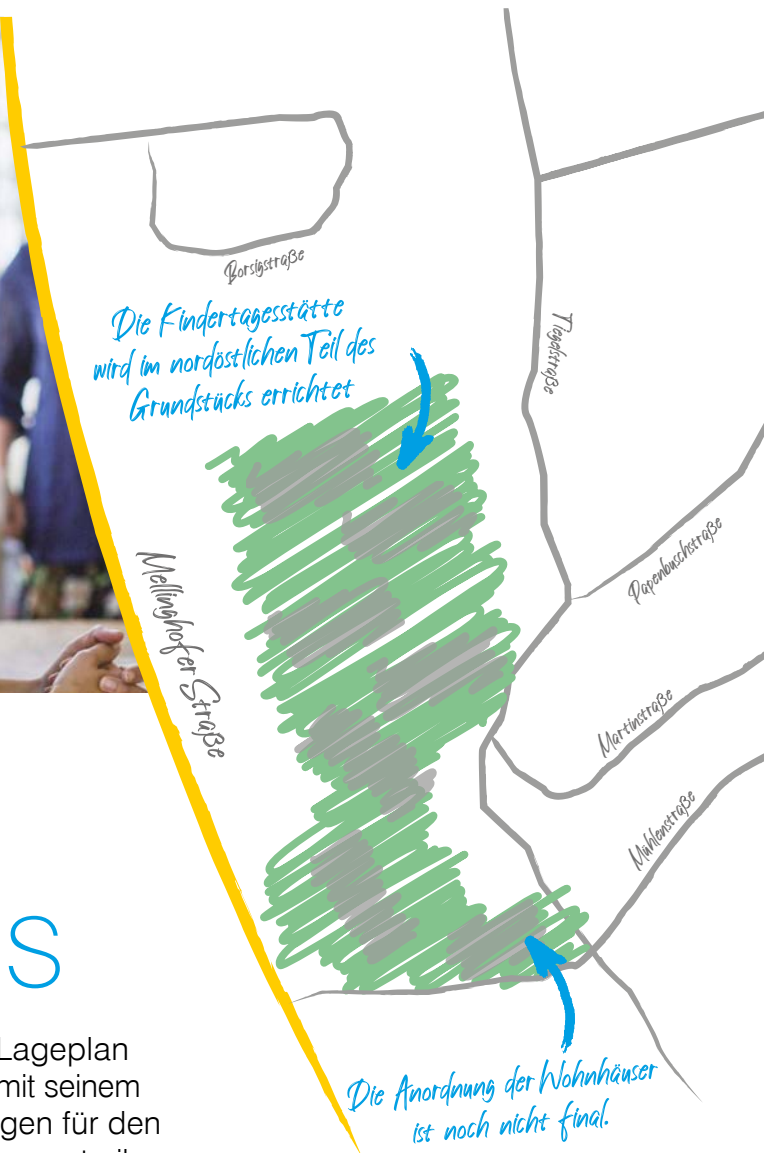 Borsigstraße
Die Kindertagesstätte
wird im nordöstlichen Teil des
Grundstücks errichtet
Tiegelstraße
Mellinghofer Straße
Papenbuschstraße
Martinstraße
Mühlenstraße
S
Lageplan
mit seinem
gen für den
Die Anordnung der Wohnhäuser
ist noch nicht final.